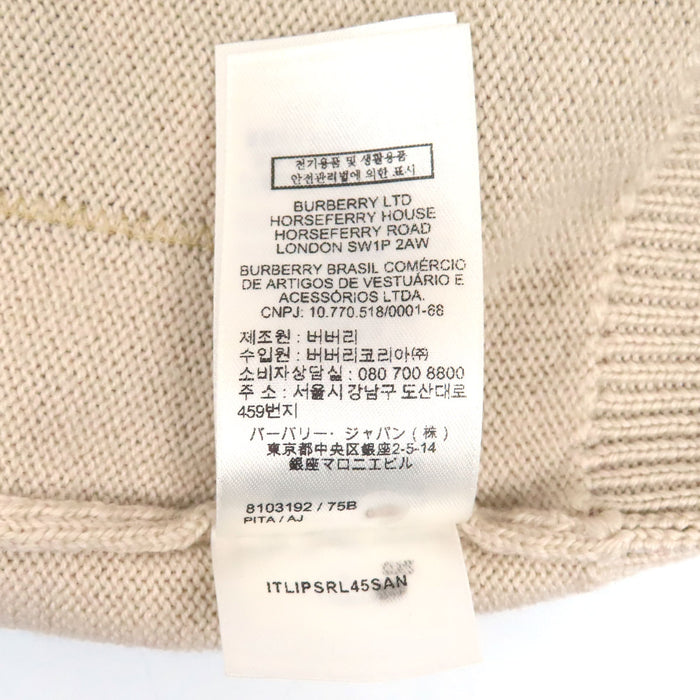 전기용품 및 생활용품
안전관리법에 의한 표시
BURBERRY LTD
HORSEFERRY HOUSE
HORSEFERRY ROAD
LONDON SW1P 2AW
BURBERRY BRASIL COMÉRCIO
DE ARTIGOS DE VESTUÁRIO E
ACESSÓRIOS LTDA.
CNPJ: 10.770.518/0001-66
제조원 : 버버리
수입원 : 버버리코리아㈜
소비자상담실 : 080 700 8800
주 소 : 서울시 강남구 도산대로
459번지
バーバリー・ジャパン(株)
東京都中央区銀座2-5-14
銀座マロニエビル
8103192 / 75B
PITA / AJ
ITLIPSRL45SAN